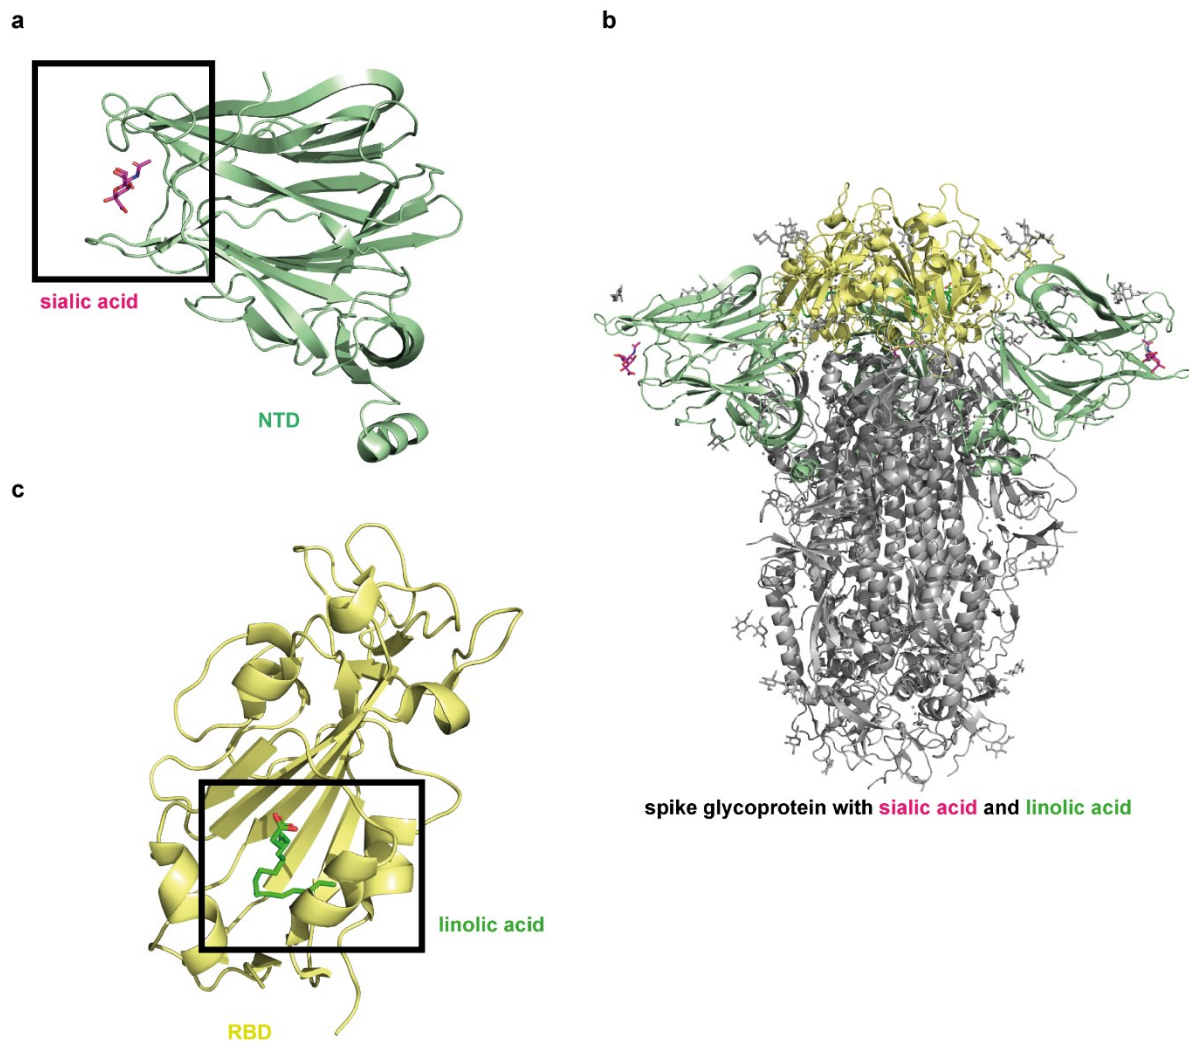 a
sialic acid
NTD
b
spike glycoprotein with sialic acid and linolic acid
c
linolic acid
RBD